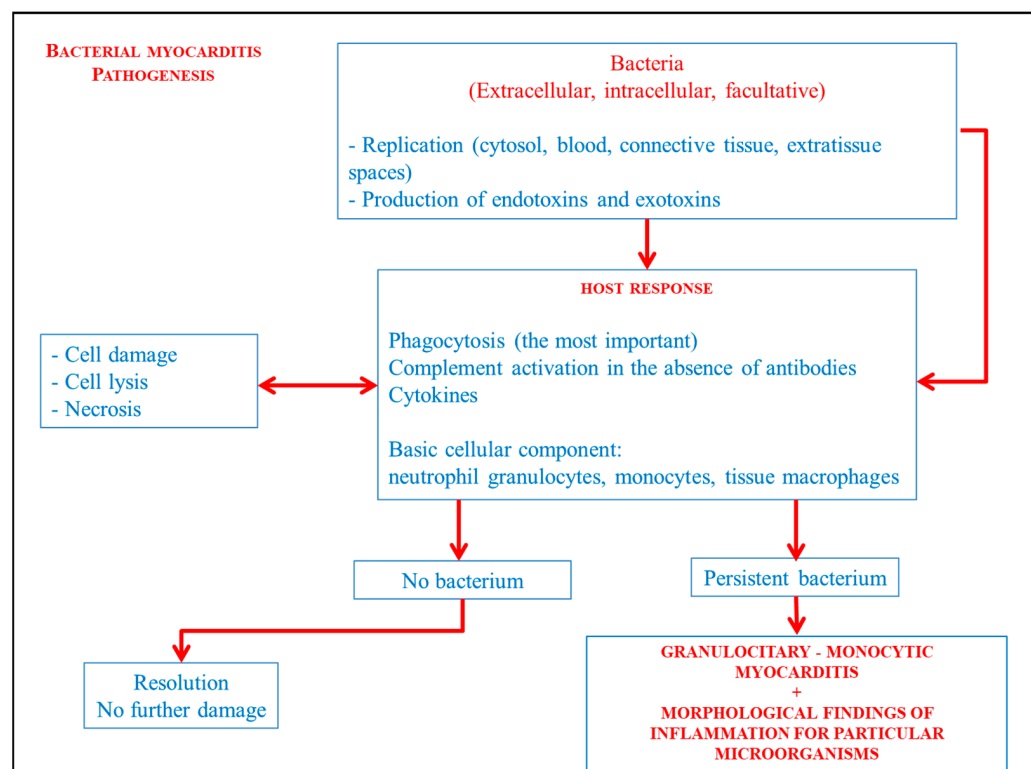 BACTERIAL MYOCARDITIS
PATHOGENESIS
Bacteria
(Extracellular, intracellular, facultative)
- Replication (cytosol, blood, connective tissue, extratissue
spaces)
- Production of endotoxins and exotoxins
HOST RESPONSE
Phagocytosis (the most important)
Complement activation in the absence of antibodies
Cytokines
Basic cellular component:
neutrophil granulocytes, monocytes, tissue macrophages
- Cell damage
- Cell lysis
- Necrosis
No bacterium
Persistent bacterium
Resolution
No further damage
GRANULOCITARY - MONOCYTIC
MYOCARDITIS
+
MORPHOLOGICAL FINDINGS OF
INFLAMMATION FOR PARTICULAR
MICROORGANISMS